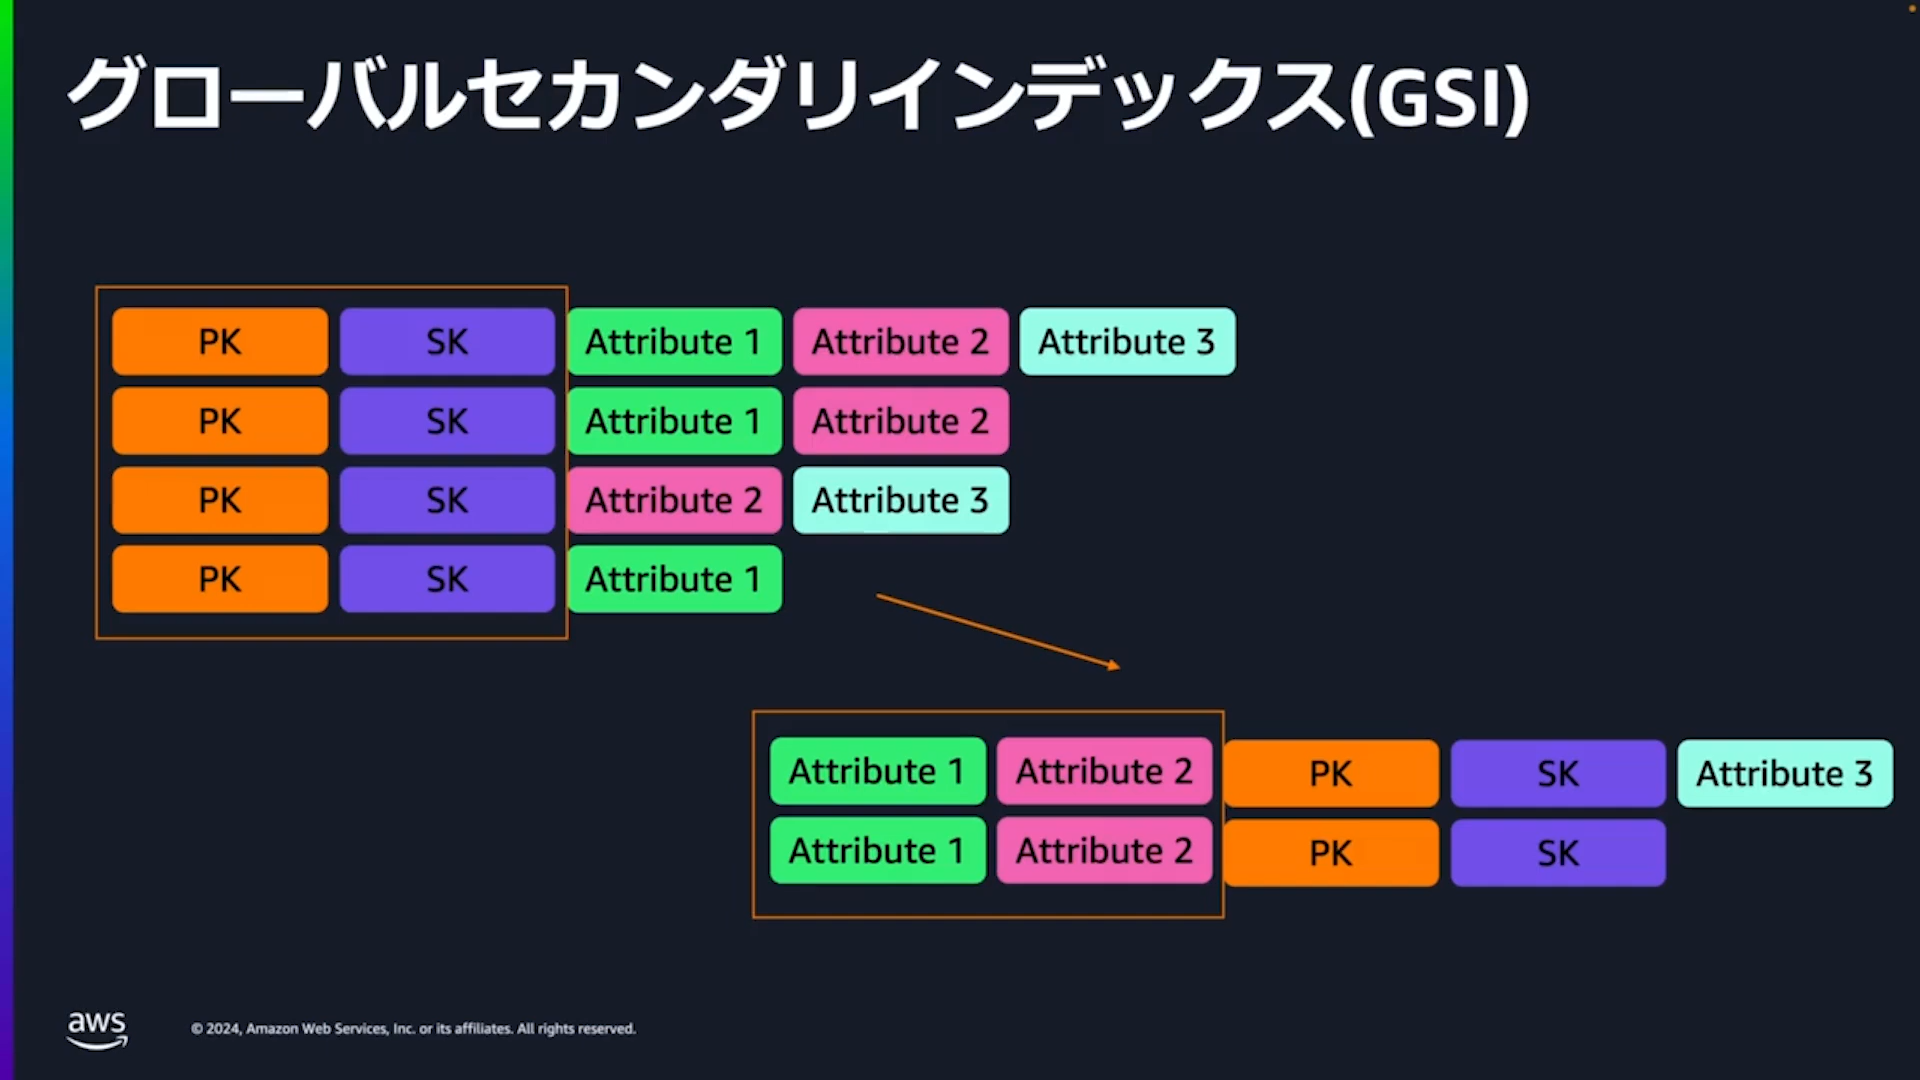 グローバルセカンダリインデックス(GSI)
PK SK Attribute 1 Attribute 2 Attribute 3
PK SK Attribute 1 Attribute 2
PK SK Attribute 2 Attribute 3
PK SK Attribute 1
Attribute 1 Attribute 2 PK SK Attribute 3
Attribute 1 Attribute 2 PK SK
aws
© 2024, Amazon Web Services, Inc. or its affiliates. All rights reserved.